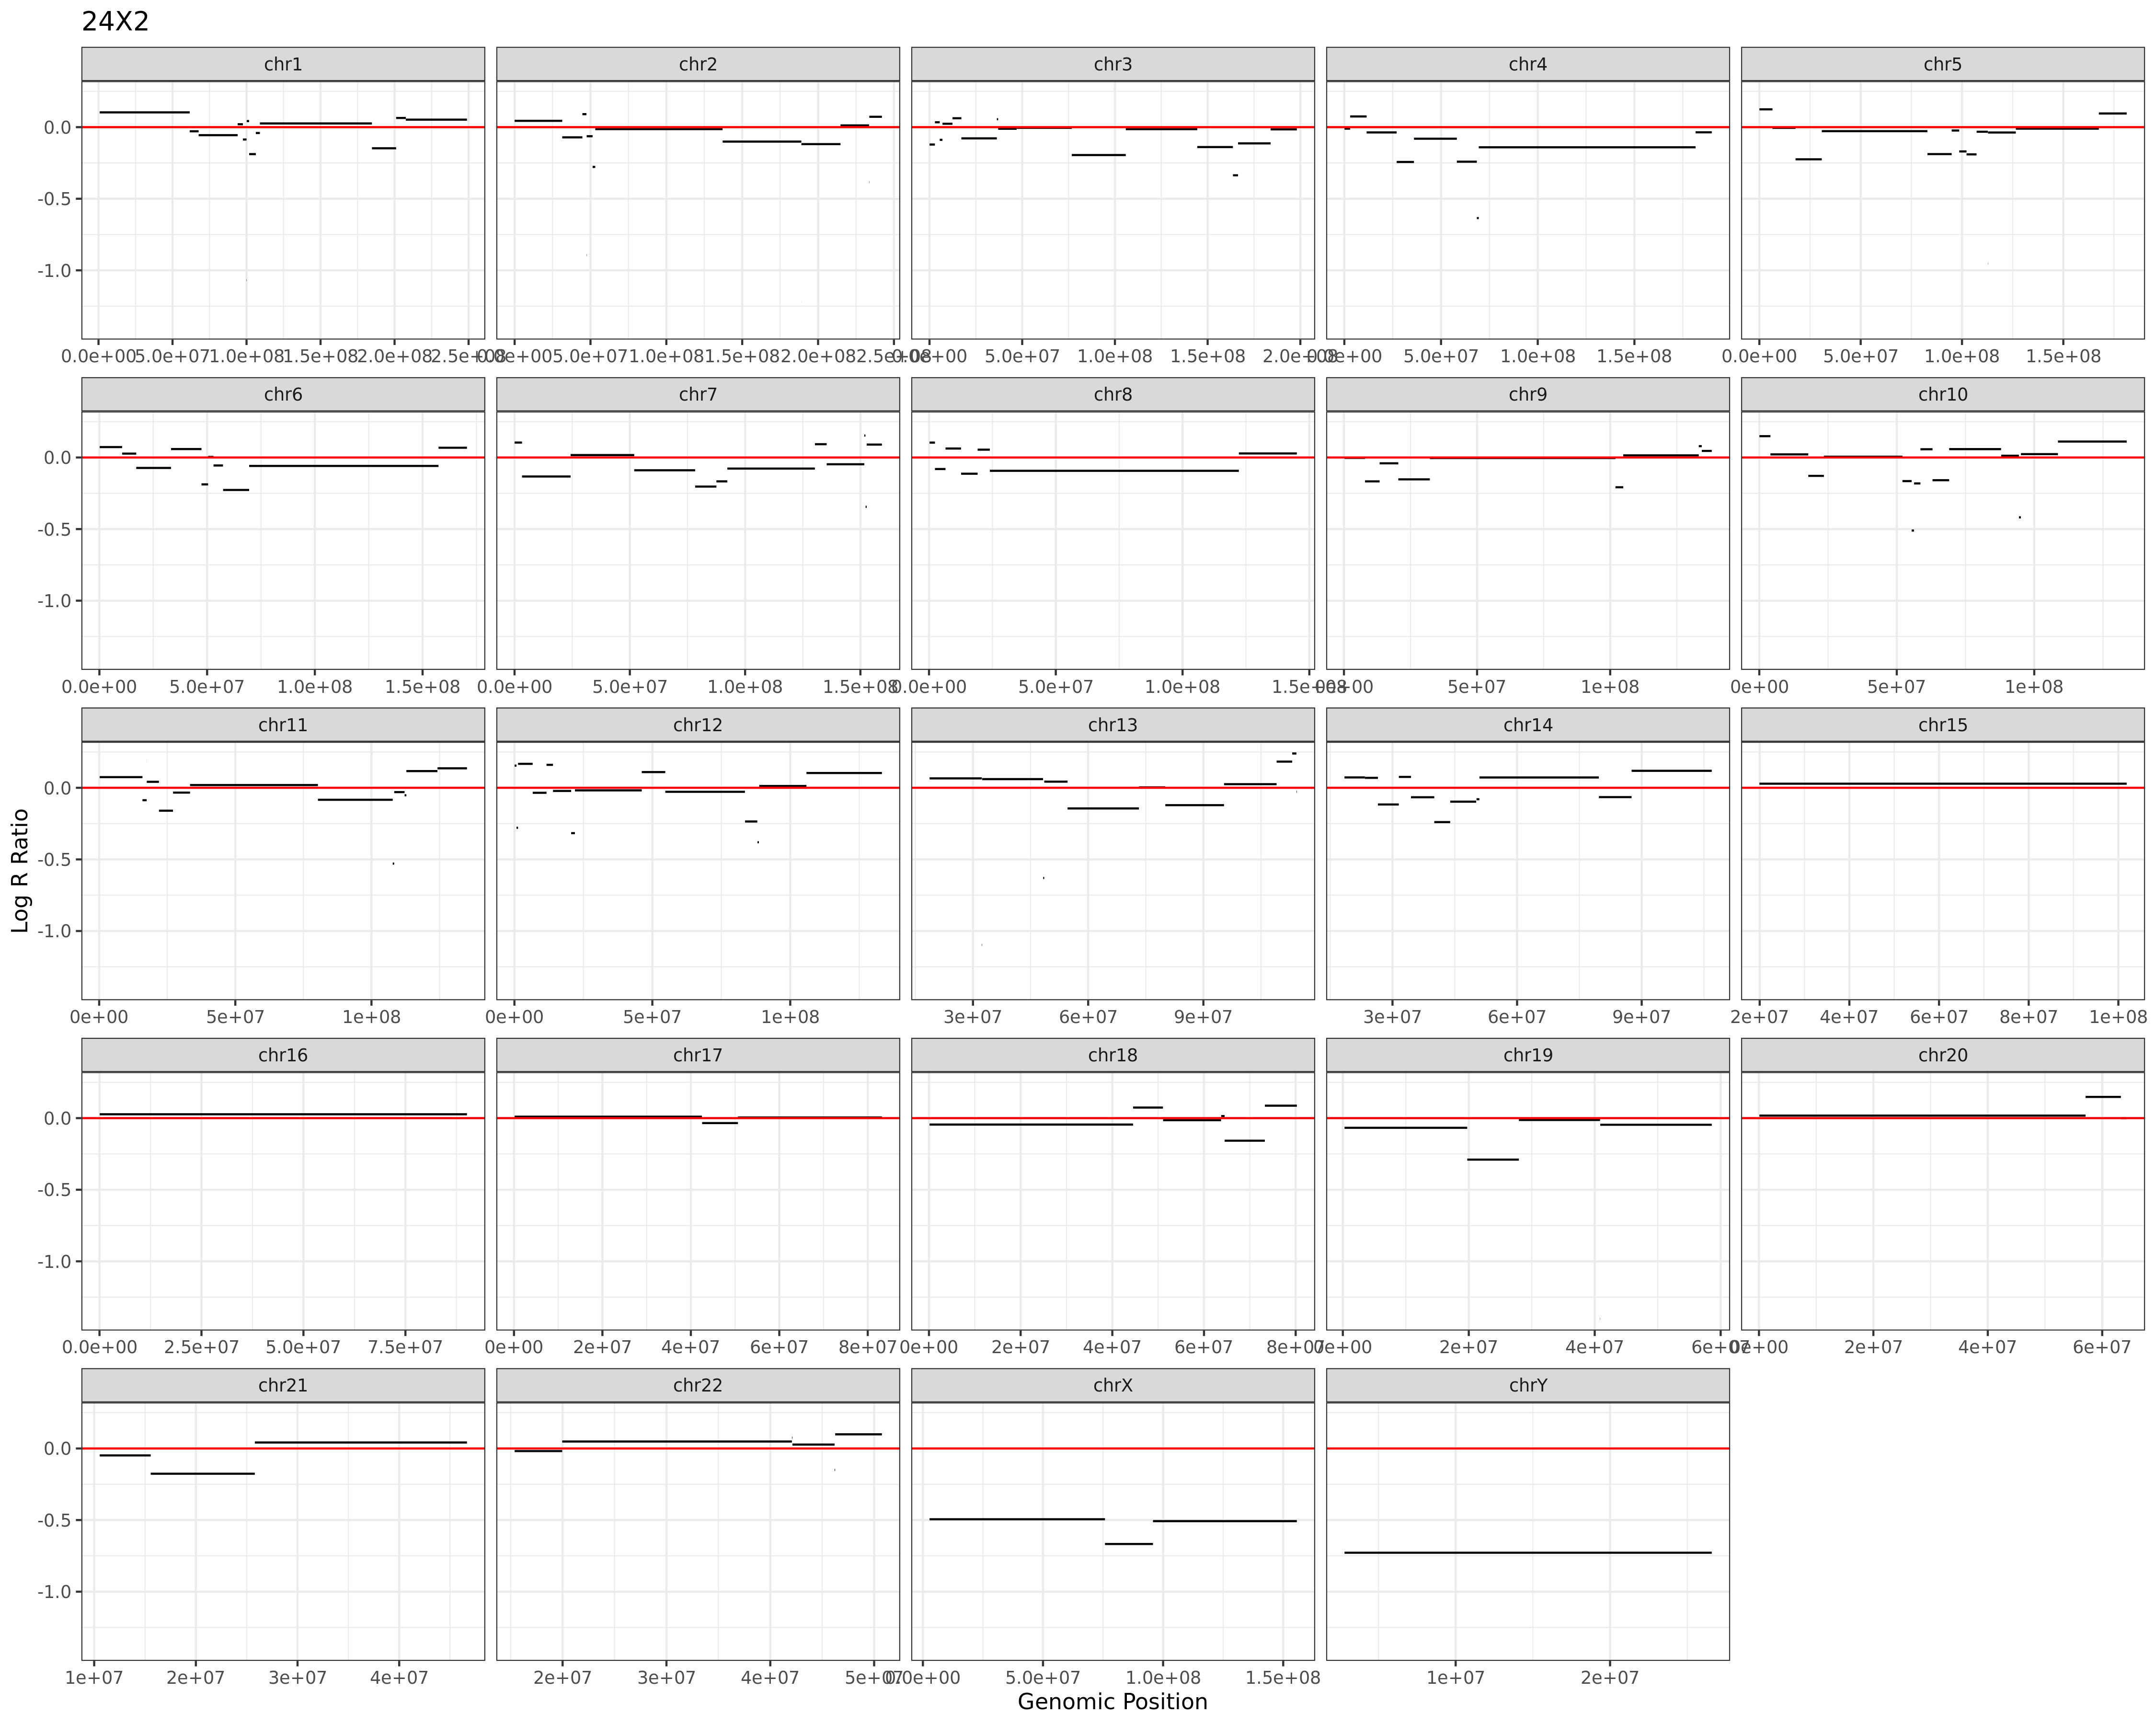 24X2
chr1 chr2 chr3 chr4 chr5
0.0
-0.5
-1.0
0.0e+00 5.0e+07 1.0e+08 1.5e+08 2.0e+08 2.5e+08 0.0e+00 5.0e+07 1.0e+08 1.5e+08 2.0e+08 2.5e+08 0.0e+00 5.0e+07 1.0e+08 1.5e+08 2.0e+08 0.0e+00 5.0e+07 1.0e+08 1.5e+08 0.0e+00 5.0e+07 1.0e+08 1.5e+08
chr6 chr7 chr8 chr9 chr10
0.0
-0.5
-1.0
0.0e+00 5.0e+07 1.0e+08 1.5e+08 0.0e+00 5.0e+07 1.0e+08 1.5e+08 0.0e+00 5.0e+07 1.0e+08 1.5e+08 0e+00 5e+07 1e+08 0e+00 5e+07 1e+08
chr11 chr12 chr13 chr14 chr15
0.0
-0.5
-1.0
0e+00 5e+07 1e+08 0e+00 5e+07 1e+08 3e+07 6e+07 9e+07 3e+07 6e+07 9e+07 2e+07 4e+07 6e+07 8e+07 1e+08
Log R Ratio
chr16 chr17 chr18 chr19 chr20
0.0
-0.5
-1.0
0.0e+00 2.5e+07 5.0e+07 7.5e+07 0e+00 2e+07 4e+07 6e+07 8e+07 0e+00 2e+07 4e+07 6e+07 8e+07 0e+00 2e+07 4e+07 6e+07 0e+00 2e+07 4e+07 6e+07
chr21 chr22 chrX chrY
0.0
-0.5
-1.0
1e+07 2e+07 3e+07 4e+07 2e+07 3e+07 4e+07 5e+07 0.0e+00 5.0e+07 1.0e+08 1.5e+08 1e+07 2e+07
Genomic Position